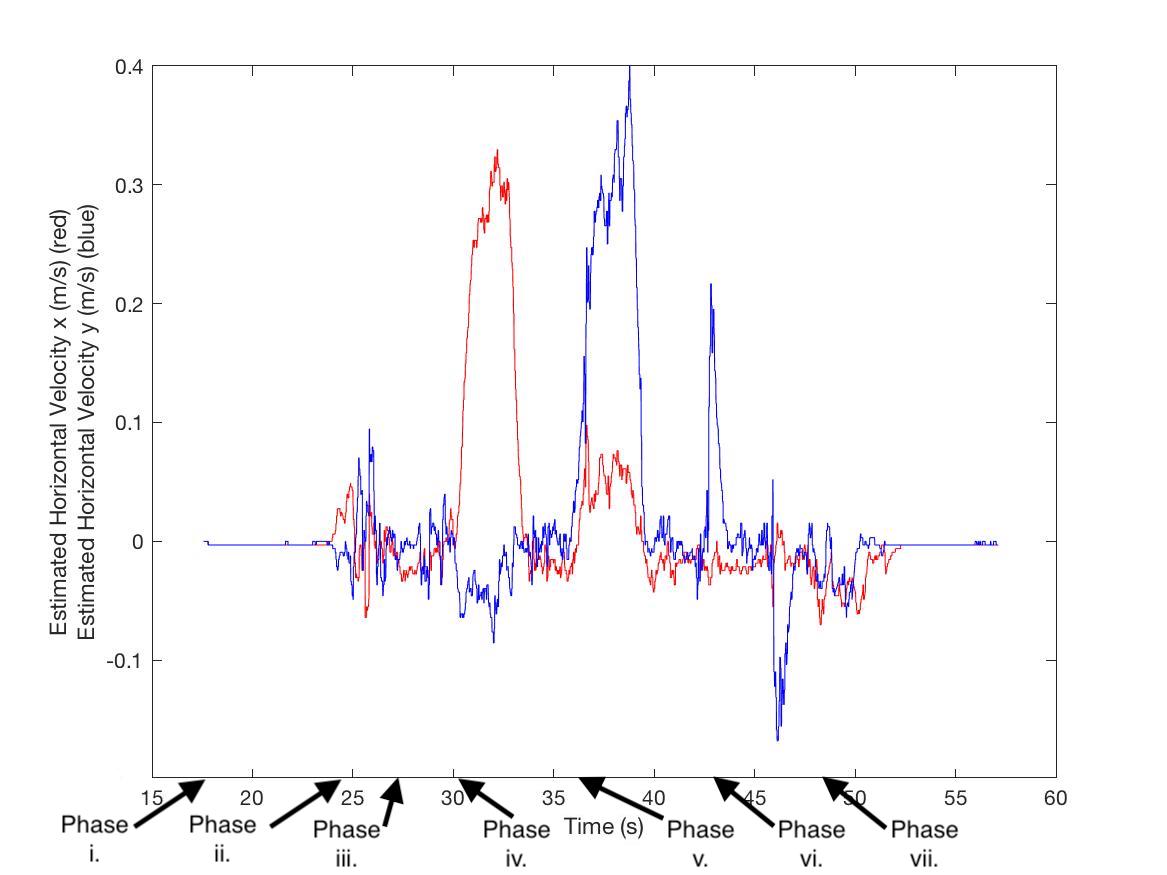 0.4
0.3
0.2
0.1
0
-0.1
Estimated Horizontal Velocity x (m/s) (red)
Estimated Horizontal Velocity y (m/s) (blue)
15 20 25 30 35 40 45 50 55 60
Time (s)
Phase i.
Phase ii.
Phase iii.
Phase iv.
Phase v.
Phase vi.
Phase vii.